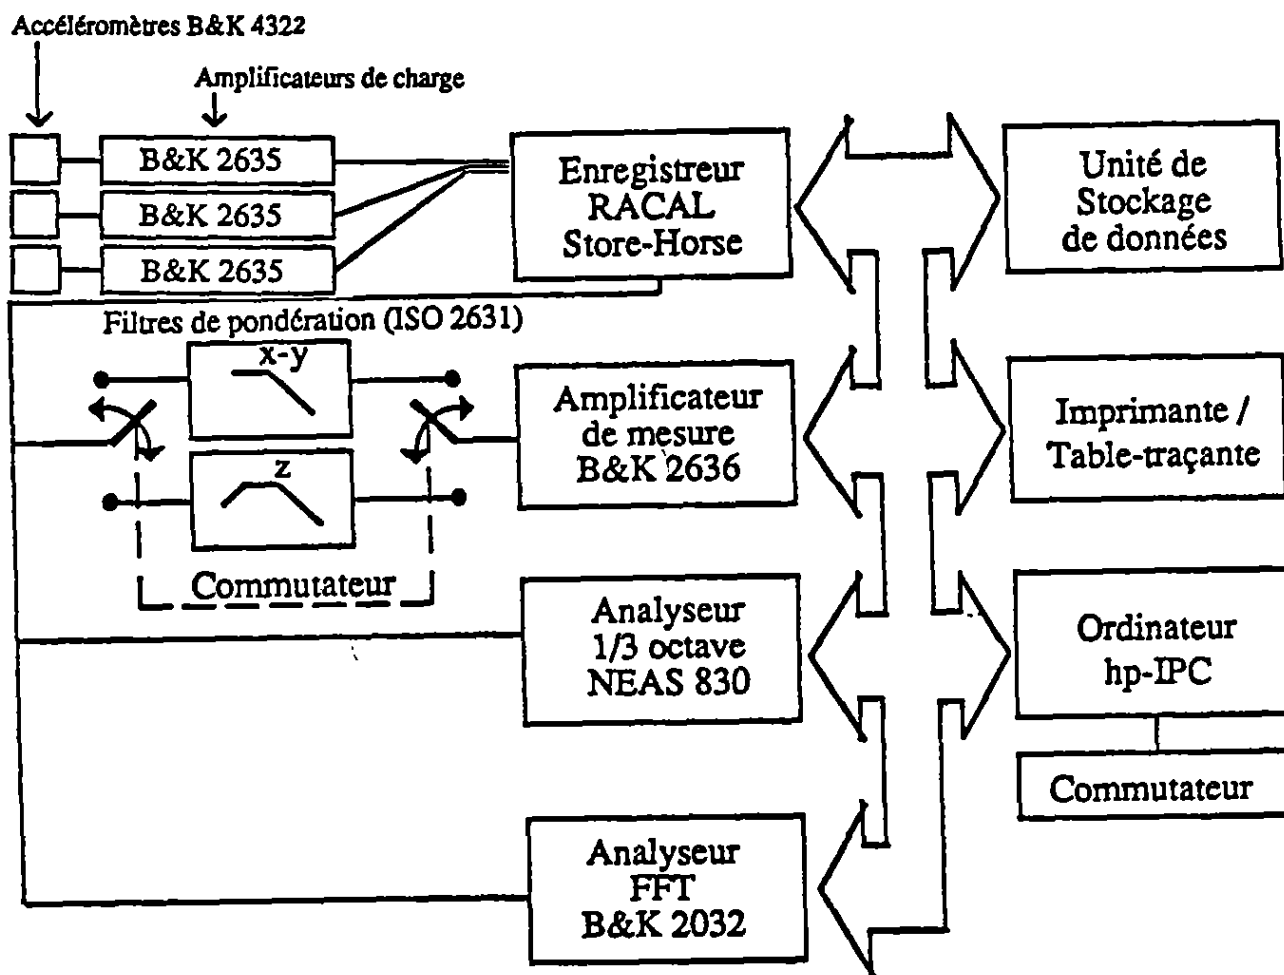 Accéléromètres B&K 4322
Amplificateurs de charge
B&K 2635
B&K 2635
B&K 2635
Enregistreur
RACAL
Store-Horse
Unité de
Stockage
de données
Filtres de pondération (ISO 2631)
x-y
z
Commutateur
Amplificateur
de mesure
B&K 2636
Imprimante /
Table-traçante
Analyseur
1/3 octave
NEAS 830
Ordinateur
hp-IPC
Commutateur
Analyseur
FFT
B&K 2032